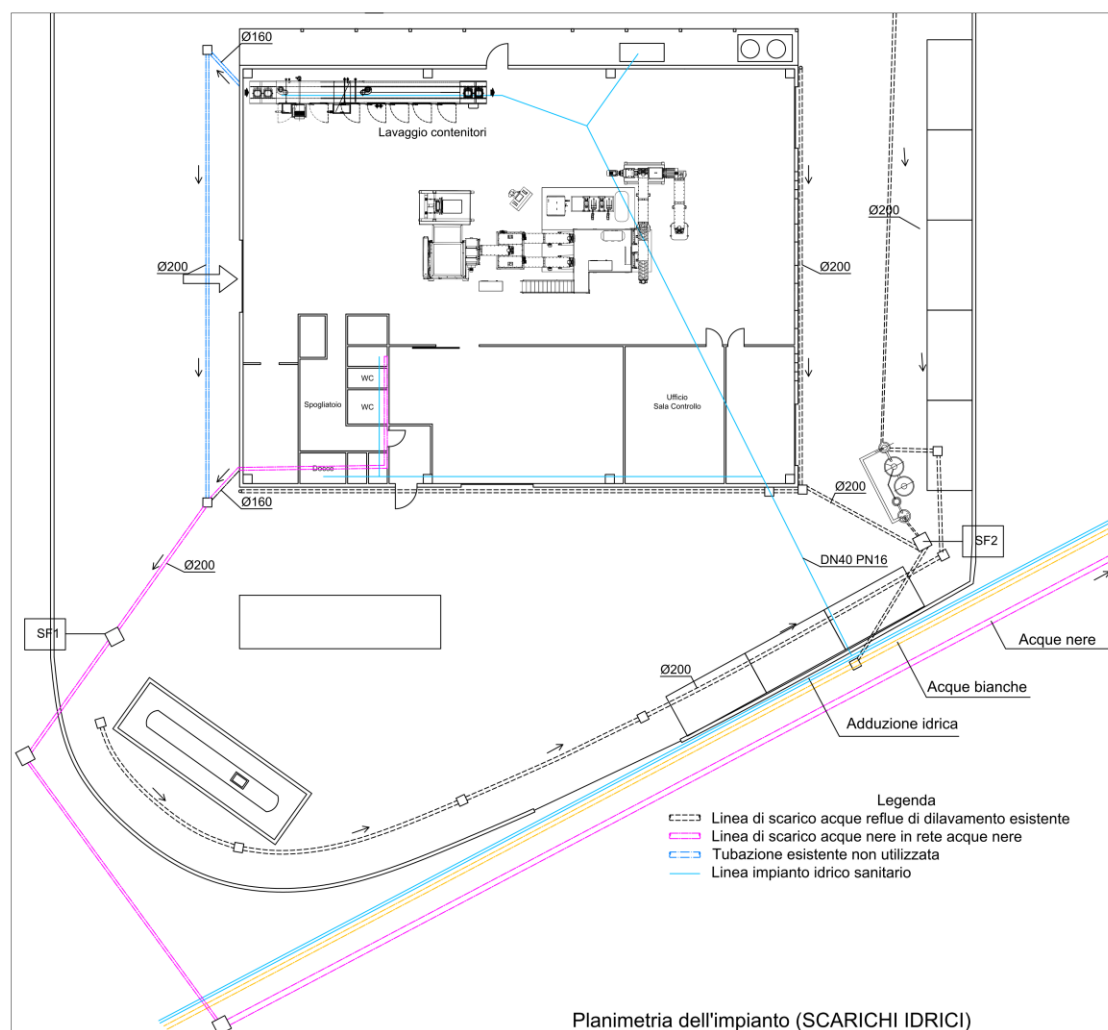 Ø160
Lavaggio contenitori
Ø200
Ø200
Ø200
WC
WC
Spogliatoio
Ufficio
Sala Controllo
Docce
Ø160
Ø200
SF2
DN40 PN16
Ø200
SF1
Acque nere
Ø200
Acque bianche
Adduzione idrica
Legenda
Linea di scarico acque reflue di dilavamento esistente
Linea di scarico acque nere in rete acque nere
Tubazione esistente non utilizzata
Linea impianto idrico sanitario
Planimetria dell'impianto (SCARICHI IDRICI)